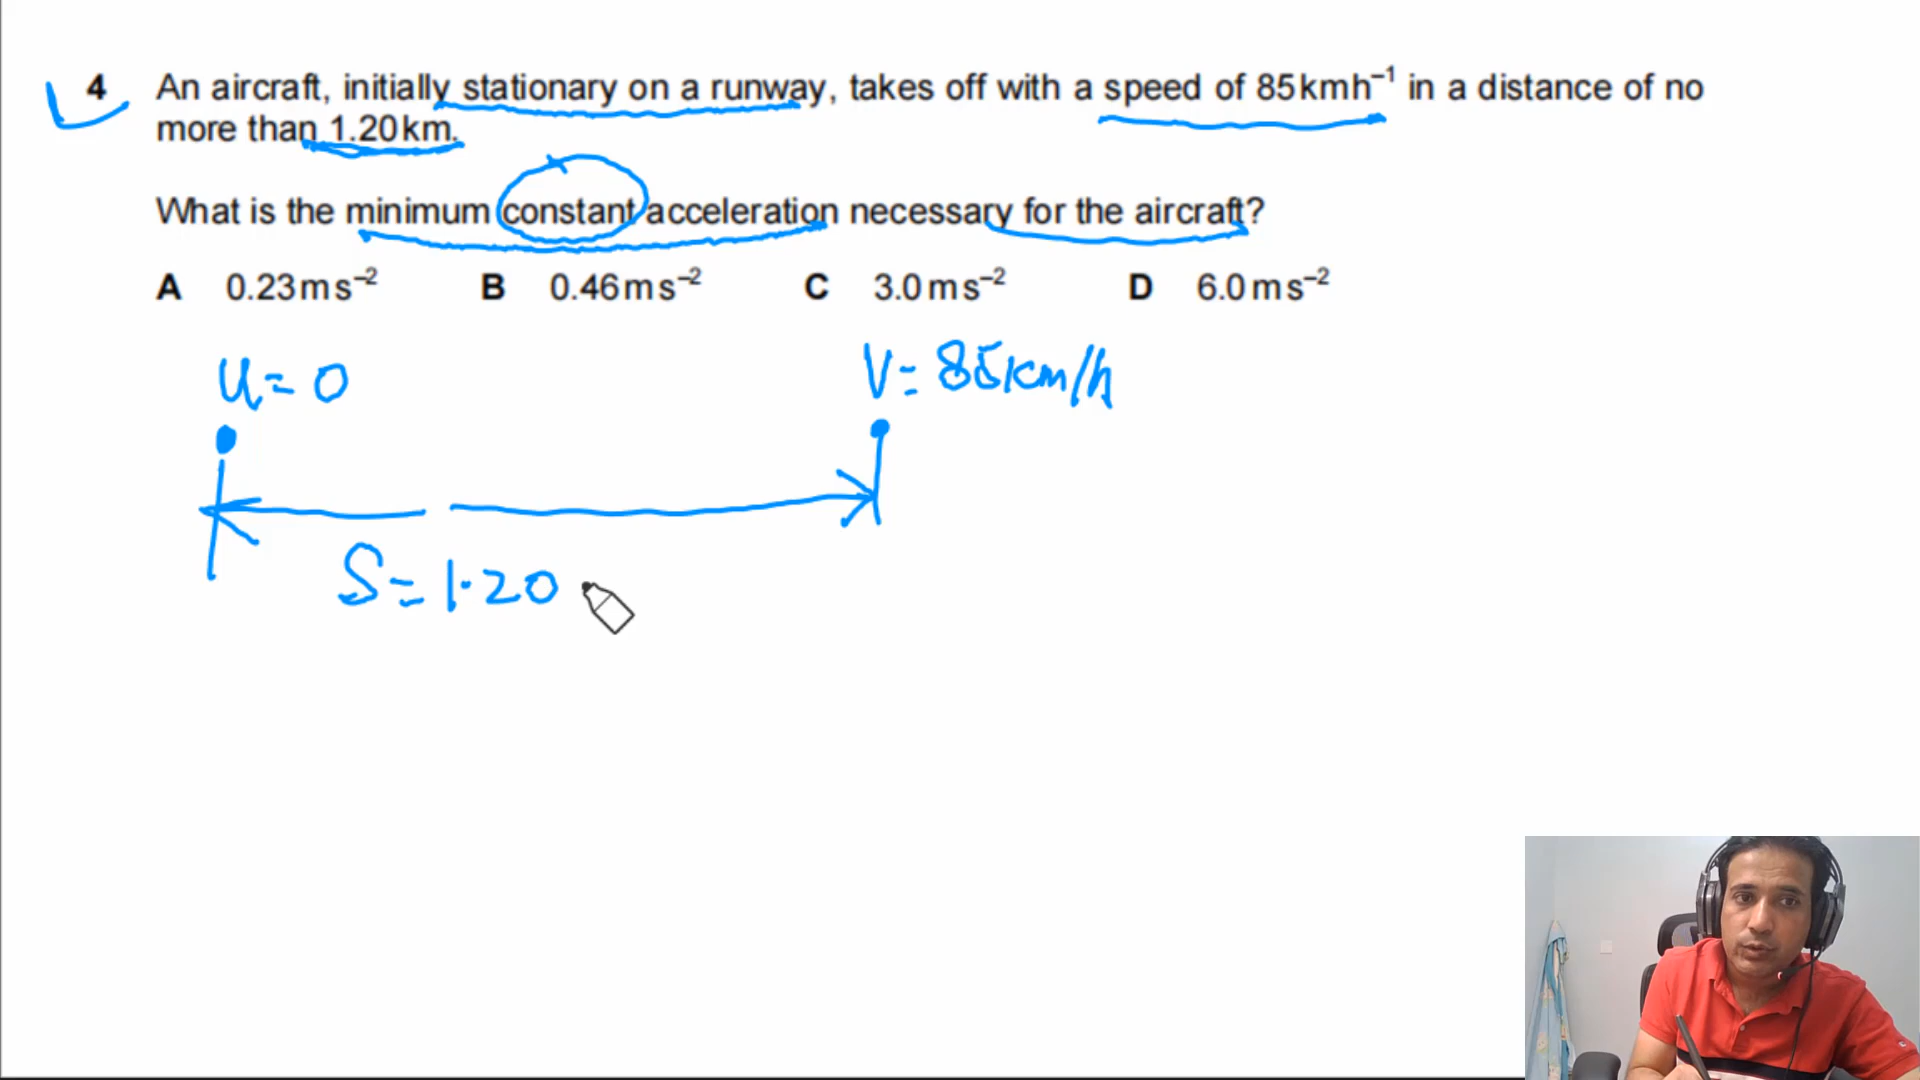 4 An aircraft, initially stationary on a runway, takes off with a speed of 85 km h⁻¹ in a distance of no
more than 1.20 km.
What is the minimum constant acceleration necessary for the aircraft?
A 0.23 m s⁻² B 0.46 m s⁻² C 3.0 m s⁻² D 6.0 m s⁻²
u = 0 V = 85 km/h
S = 1.20